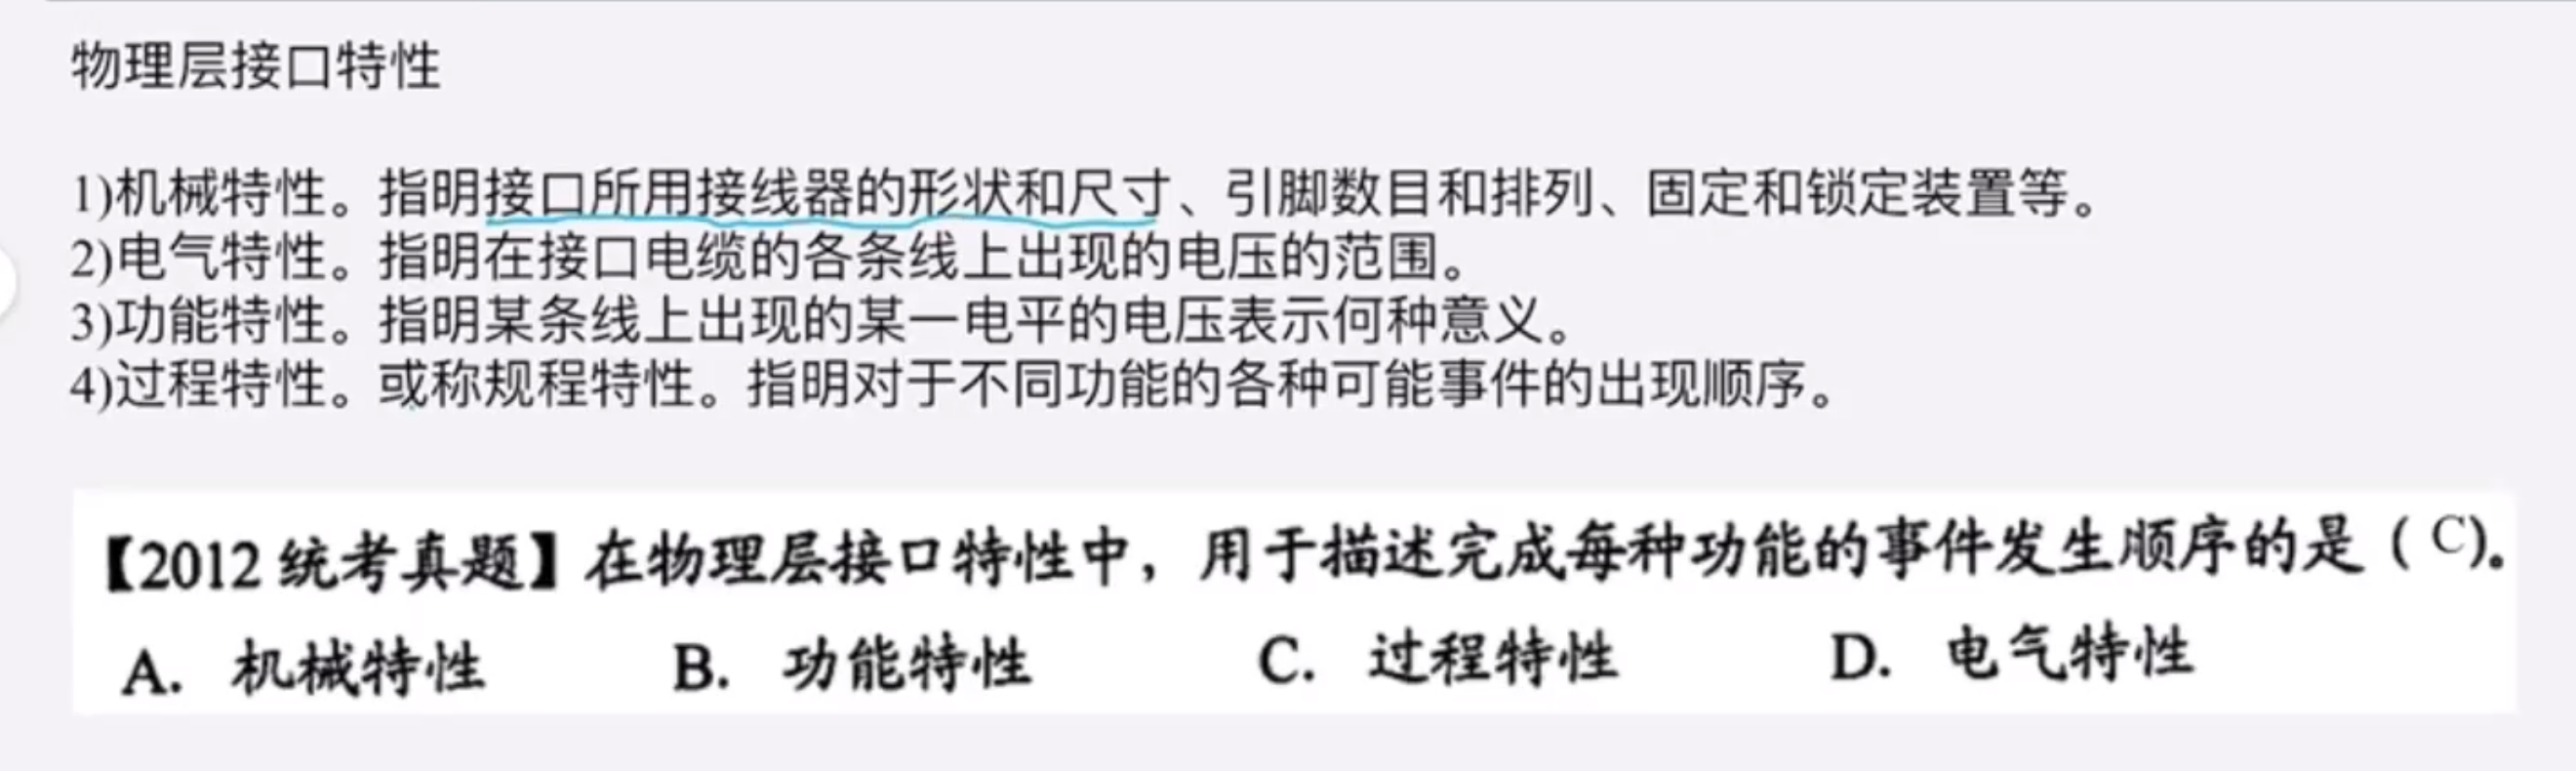 物理层接口特性
1)机械特性。指明接口所用接线器的形状和尺寸、引脚数目和排列、固定和锁定装置等。
2)电气特性。指明在接口电缆的各条线上出现的电压的范围。
3)功能特性。指明某条线上出现的某一电平的电压表示何种意义。
4)过程特性。或称规程特性。指明对于不同功能的各种可能事件的出现顺序。
【2012 统考真题】在物理层接口特性中，用于描述完成每种功能的事件发生顺序的是（ C)。
A. 机械特性 B. 功能特性 C. 过程特性 D. 电气特性